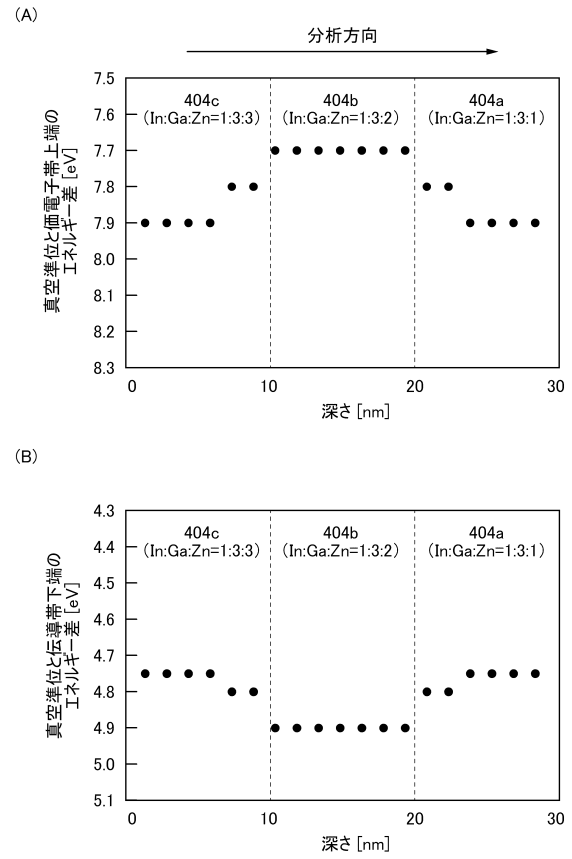 (A)
分析方向
7.5
7.6
7.7
7.8
7.9
8.0
8.1
8.2
8.3
真空準位と価電子帯上端の
エネルギー差 [eV]
404c
(In:Ga:Zn=1:3:3)
404b
(In:Ga:Zn=1:3:2)
404a
(In:Ga:Zn=1:3:1)
0
10
20
30
深さ [nm]
(B)
4.3
4.4
4.5
4.6
4.7
4.8
4.9
5.0
5.1
真空準位と伝導帯下端の
エネルギー差 [eV]
404c
(In:Ga:Zn=1:3:3)
404b
(In:Ga:Zn=1:3:2)
404a
(In:Ga:Zn=1:3:1)
0
10
20
30
深さ [nm]